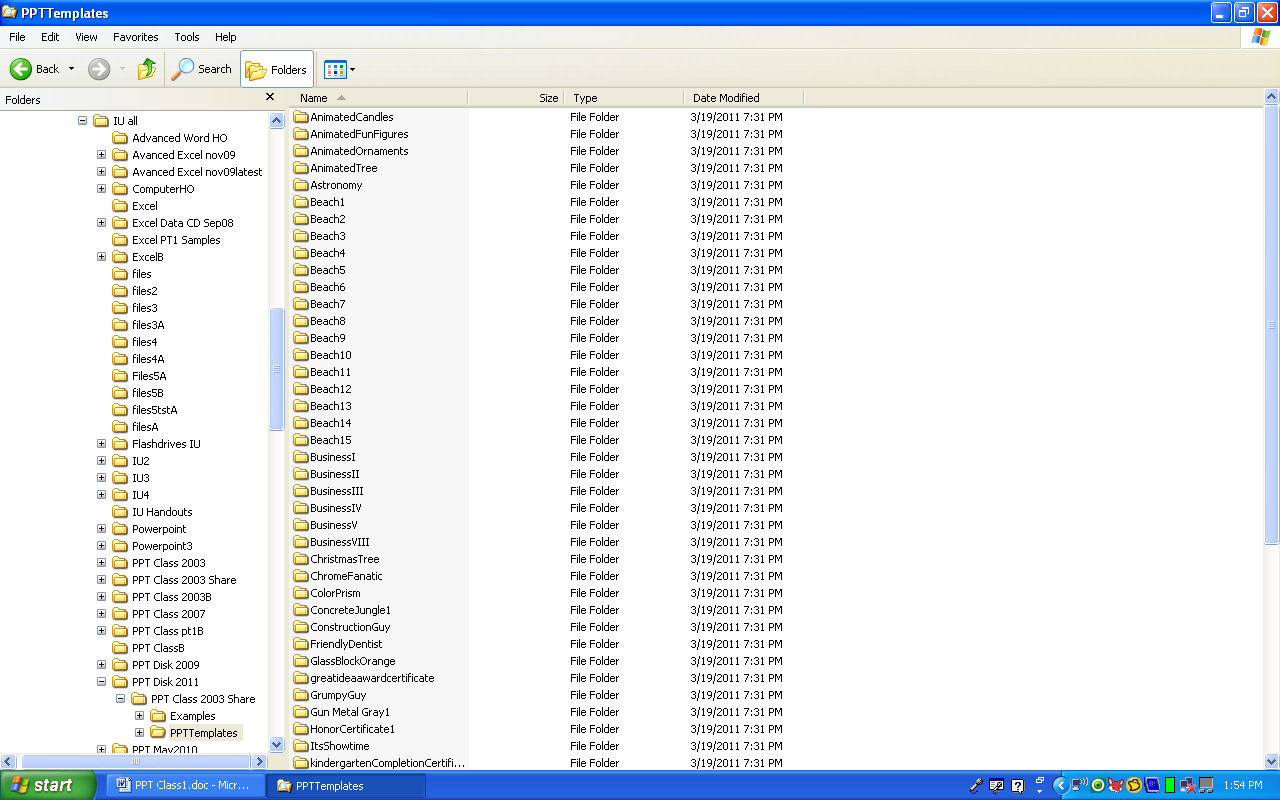 PPTTemplates
File Edit View Favorites Tools Help
Back Search Folders
Folders
IU all
Advanced Word HO
Avanced Excel nov09
Avanced Excel nov09latest
ComputerHO
Excel
Excel Data CD Sep08
Excel PT1 Samples
ExcelB
files
files2
files3
files3A
files4
files4A
Files5A
files5B
files5tstA
filesA
Flashdrives IU
IU2
IU3
IU4
IU Handouts
Powerpoint
Powerpoint3
PPT Class 2003
PPT Class 2003 Share
PPT Class 2003B
PPT Class 2007
PPT Class pt1B
PPT ClassB
PPT Disk 2009
PPT Disk 2011
PPT Class 2003 Share
Examples
PPTTemplates
PPT May2010
Name Size Type Date Modified
AnimatedCandles File Folder 3/19/2011 7:31 PM
AnimatedFunFigures File Folder 3/19/2011 7:31 PM
AnimatedOrnaments File Folder 3/19/2011 7:31 PM
AnimatedTree File Folder 3/19/2011 7:31 PM
Astronomy File Folder 3/19/2011 7:31 PM
Beach1 File Folder 3/19/2011 7:31 PM
Beach2 File Folder 3/19/2011 7:31 PM
Beach3 File Folder 3/19/2011 7:31 PM
Beach4 File Folder 3/19/2011 7:31 PM
Beach5 File Folder 3/19/2011 7:31 PM
Beach6 File Folder 3/19/2011 7:31 PM
Beach7 File Folder 3/19/2011 7:31 PM
Beach8 File Folder 3/19/2011 7:31 PM
Beach9 File Folder 3/19/2011 7:31 PM
Beach10 File Folder 3/19/2011 7:31 PM
Beach11 File Folder 3/19/2011 7:31 PM
Beach12 File Folder 3/19/2011 7:31 PM
Beach13 File Folder 3/19/2011 7:31 PM
Beach14 File Folder 3/19/2011 7:31 PM
Beach15 File Folder 3/19/2011 7:31 PM
BusinessI File Folder 3/19/2011 7:31 PM
BusinessII File Folder 3/19/2011 7:31 PM
BusinessIII File Folder 3/19/2011 7:31 PM
BusinessIV File Folder 3/19/2011 7:31 PM
BusinessV File Folder 3/19/2011 7:31 PM
BusinessVIII File Folder 3/19/2011 7:31 PM
ChristmasTree File Folder 3/19/2011 7:31 PM
ChromeFanatic File Folder 3/19/2011 7:31 PM
ColorPrism File Folder 3/19/2011 7:31 PM
ConcreteJungle1 File Folder 3/19/2011 7:31 PM
ConstructionGuy File Folder 3/19/2011 7:31 PM
FriendlyDentist File Folder 3/19/2011 7:31 PM
GlassBlockOrange File Folder 3/19/2011 7:31 PM
greatideaawardcertificate File Folder 3/19/2011 7:31 PM
GrumpyGuy File Folder 3/19/2011 7:31 PM
Gun Metal Gray1 File Folder 3/19/2011 7:31 PM
HonorCertificate1 File Folder 3/19/2011 7:31 PM
ItsShowtime File Folder 3/19/2011 7:31 PM
kindergartenCompletionCertifi... File Folder 3/19/2011 7:31 PM
start PPT Class1.doc - Micr... PPTTemplates 1:54 PM